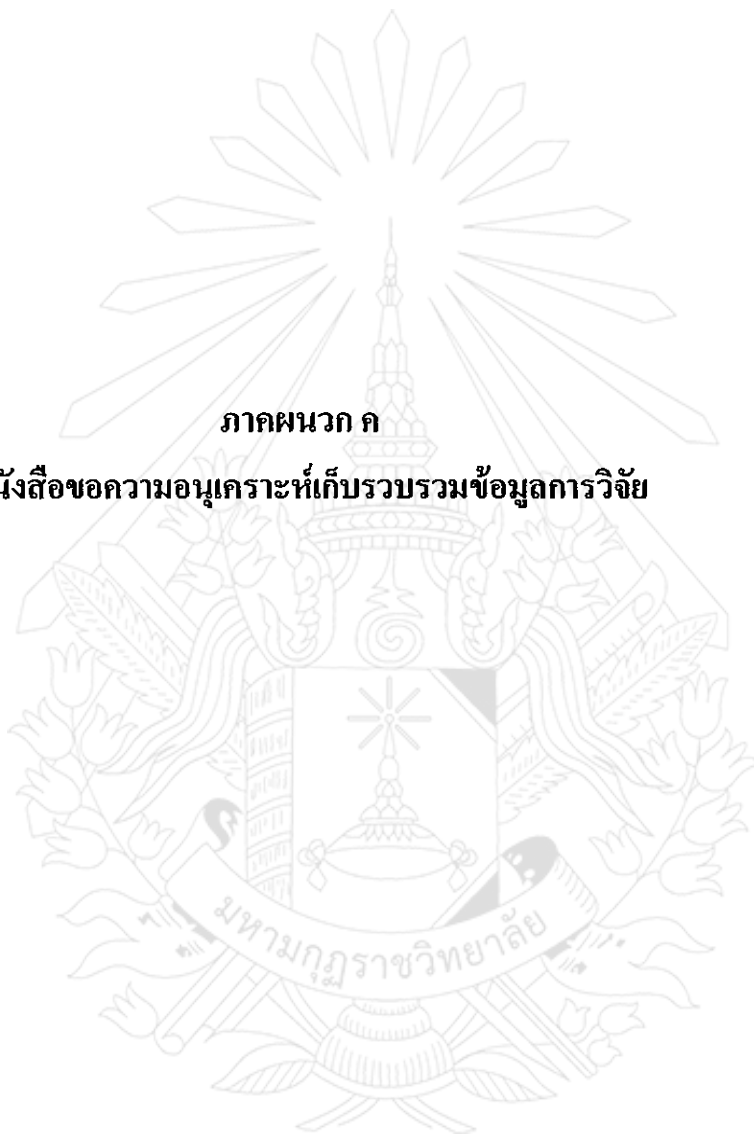 ภาคผนวก ค
นังสือขอความอนุเคราะห์เก็บรวบรวมข้อมูลการวิจัย
มหามกุฏราชวิทยาลัย